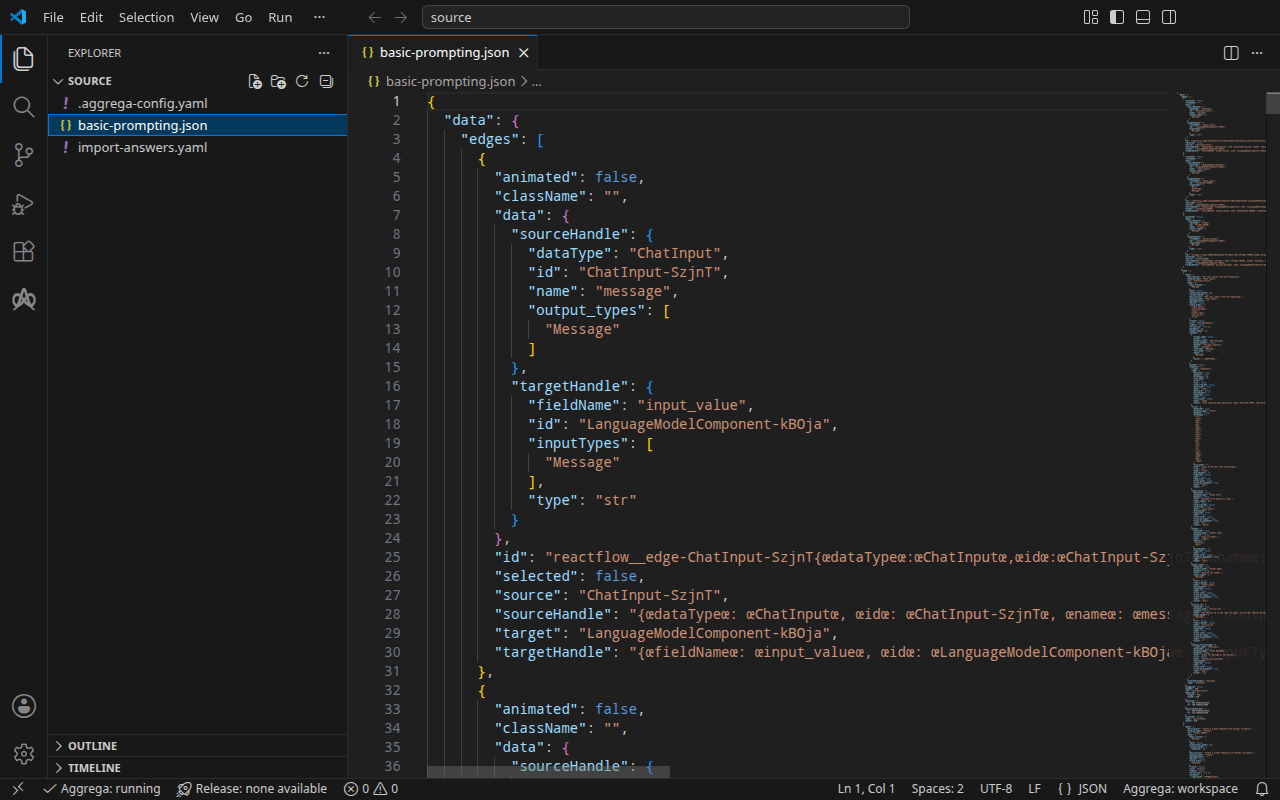 File Edit Selection View Go Run ···
source
EXPLORER ···
SOURCE
! .aggrega-config.yaml
{} basic-prompting.json
! import-answers.yaml
OUTLINE
TIMELINE
{} basic-prompting.json ×
{} basic-prompting.json > ...
1 {
2 "data": {
3 "edges": [
4 {
5 "animated": false,
6 "className": "",
7 "data": {
8 "sourceHandle": {
9 "dataType": "ChatInput",
10 "id": "ChatInput-SzjnT",
11 "name": "message",
12 "output_types": [
13 "Message"
14 ]
15 },
16 "targetHandle": {
17 "fieldName": "input_value",
18 "id": "LanguageModelComponent-kBOja",
19 "inputTypes": [
20 "Message"
21 ],
22 "type": "str"
23 }
24 },
25 "id": "reactflow__edge-ChatInput-SzjnT{œdataTypeœ:œChatInputœ,œidœ:œChatInput-SzjnT
26 "selected": false,
27 "source": "ChatInput-SzjnT",
28 "sourceHandle": "{œdataTypeœ: œChatInputœ, œidœ: œChatInput-SzjnTœ, œnameœ: œmes
29 "target": "LanguageModelComponent-kBOja",
30 "targetHandle": "{œfieldNameœ: œinput_valueœ, œidœ: œLanguageModelComponent-kBOja
31 },
32 {
33 "animated": false,
34 "className": "",
35 "data": {
36 "sourceHandle": {
Aggrega: running Release: none available 0 0 Ln 1, Col 1 Spaces: 2 UTF-8 LF {} JSON Aggrega: workspace